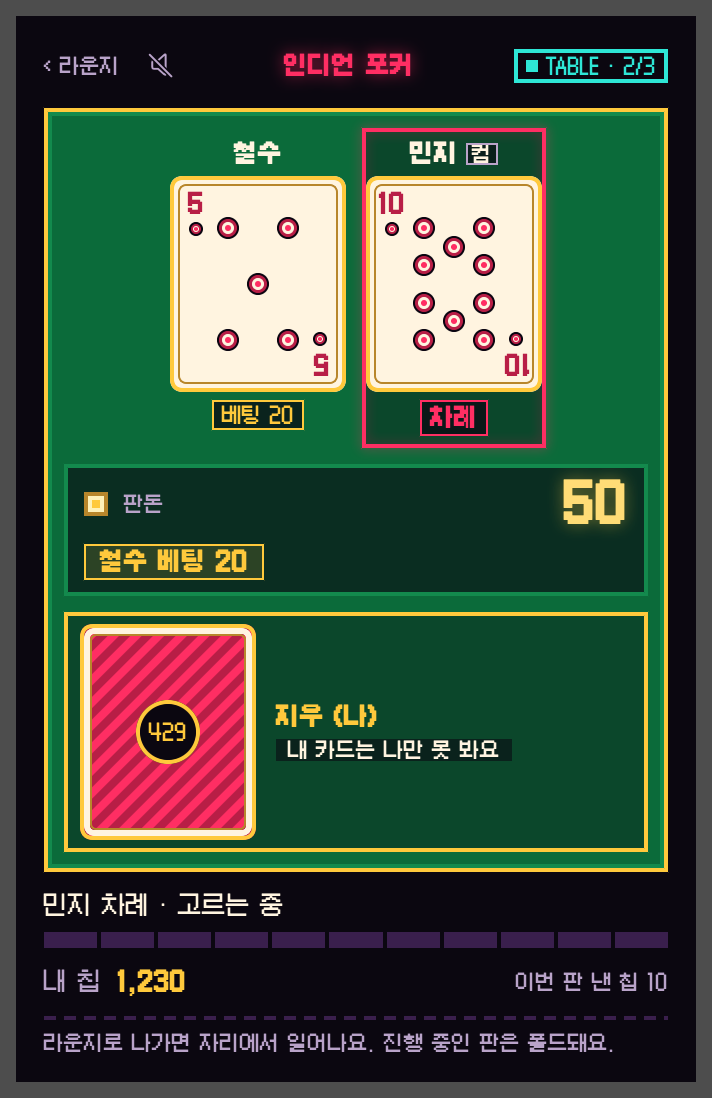 ‹ 라운지
인디언 포커
TABLE · 2/3
철수
민지 컴
5
5
10
10
베팅 20
차례
판돈
50
철수 베팅 20
429
지우 (나)
내 카드는 나만 못 봐요
민지 차례 · 고르는 중
내 칩 1,230
이번 판 낸 칩 10
라운지로 나가면 자리에서 일어나요. 진행 중인 판은 폴드돼요.